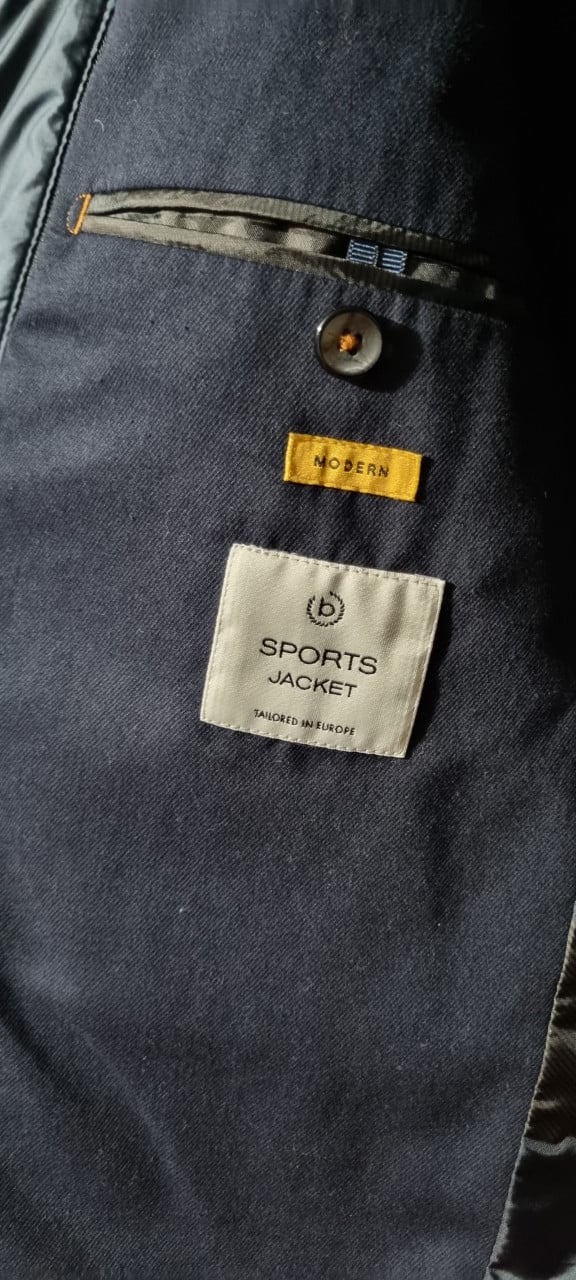 MODERN
b
SPORTS
JACKET
TAILORED IN EUROPE